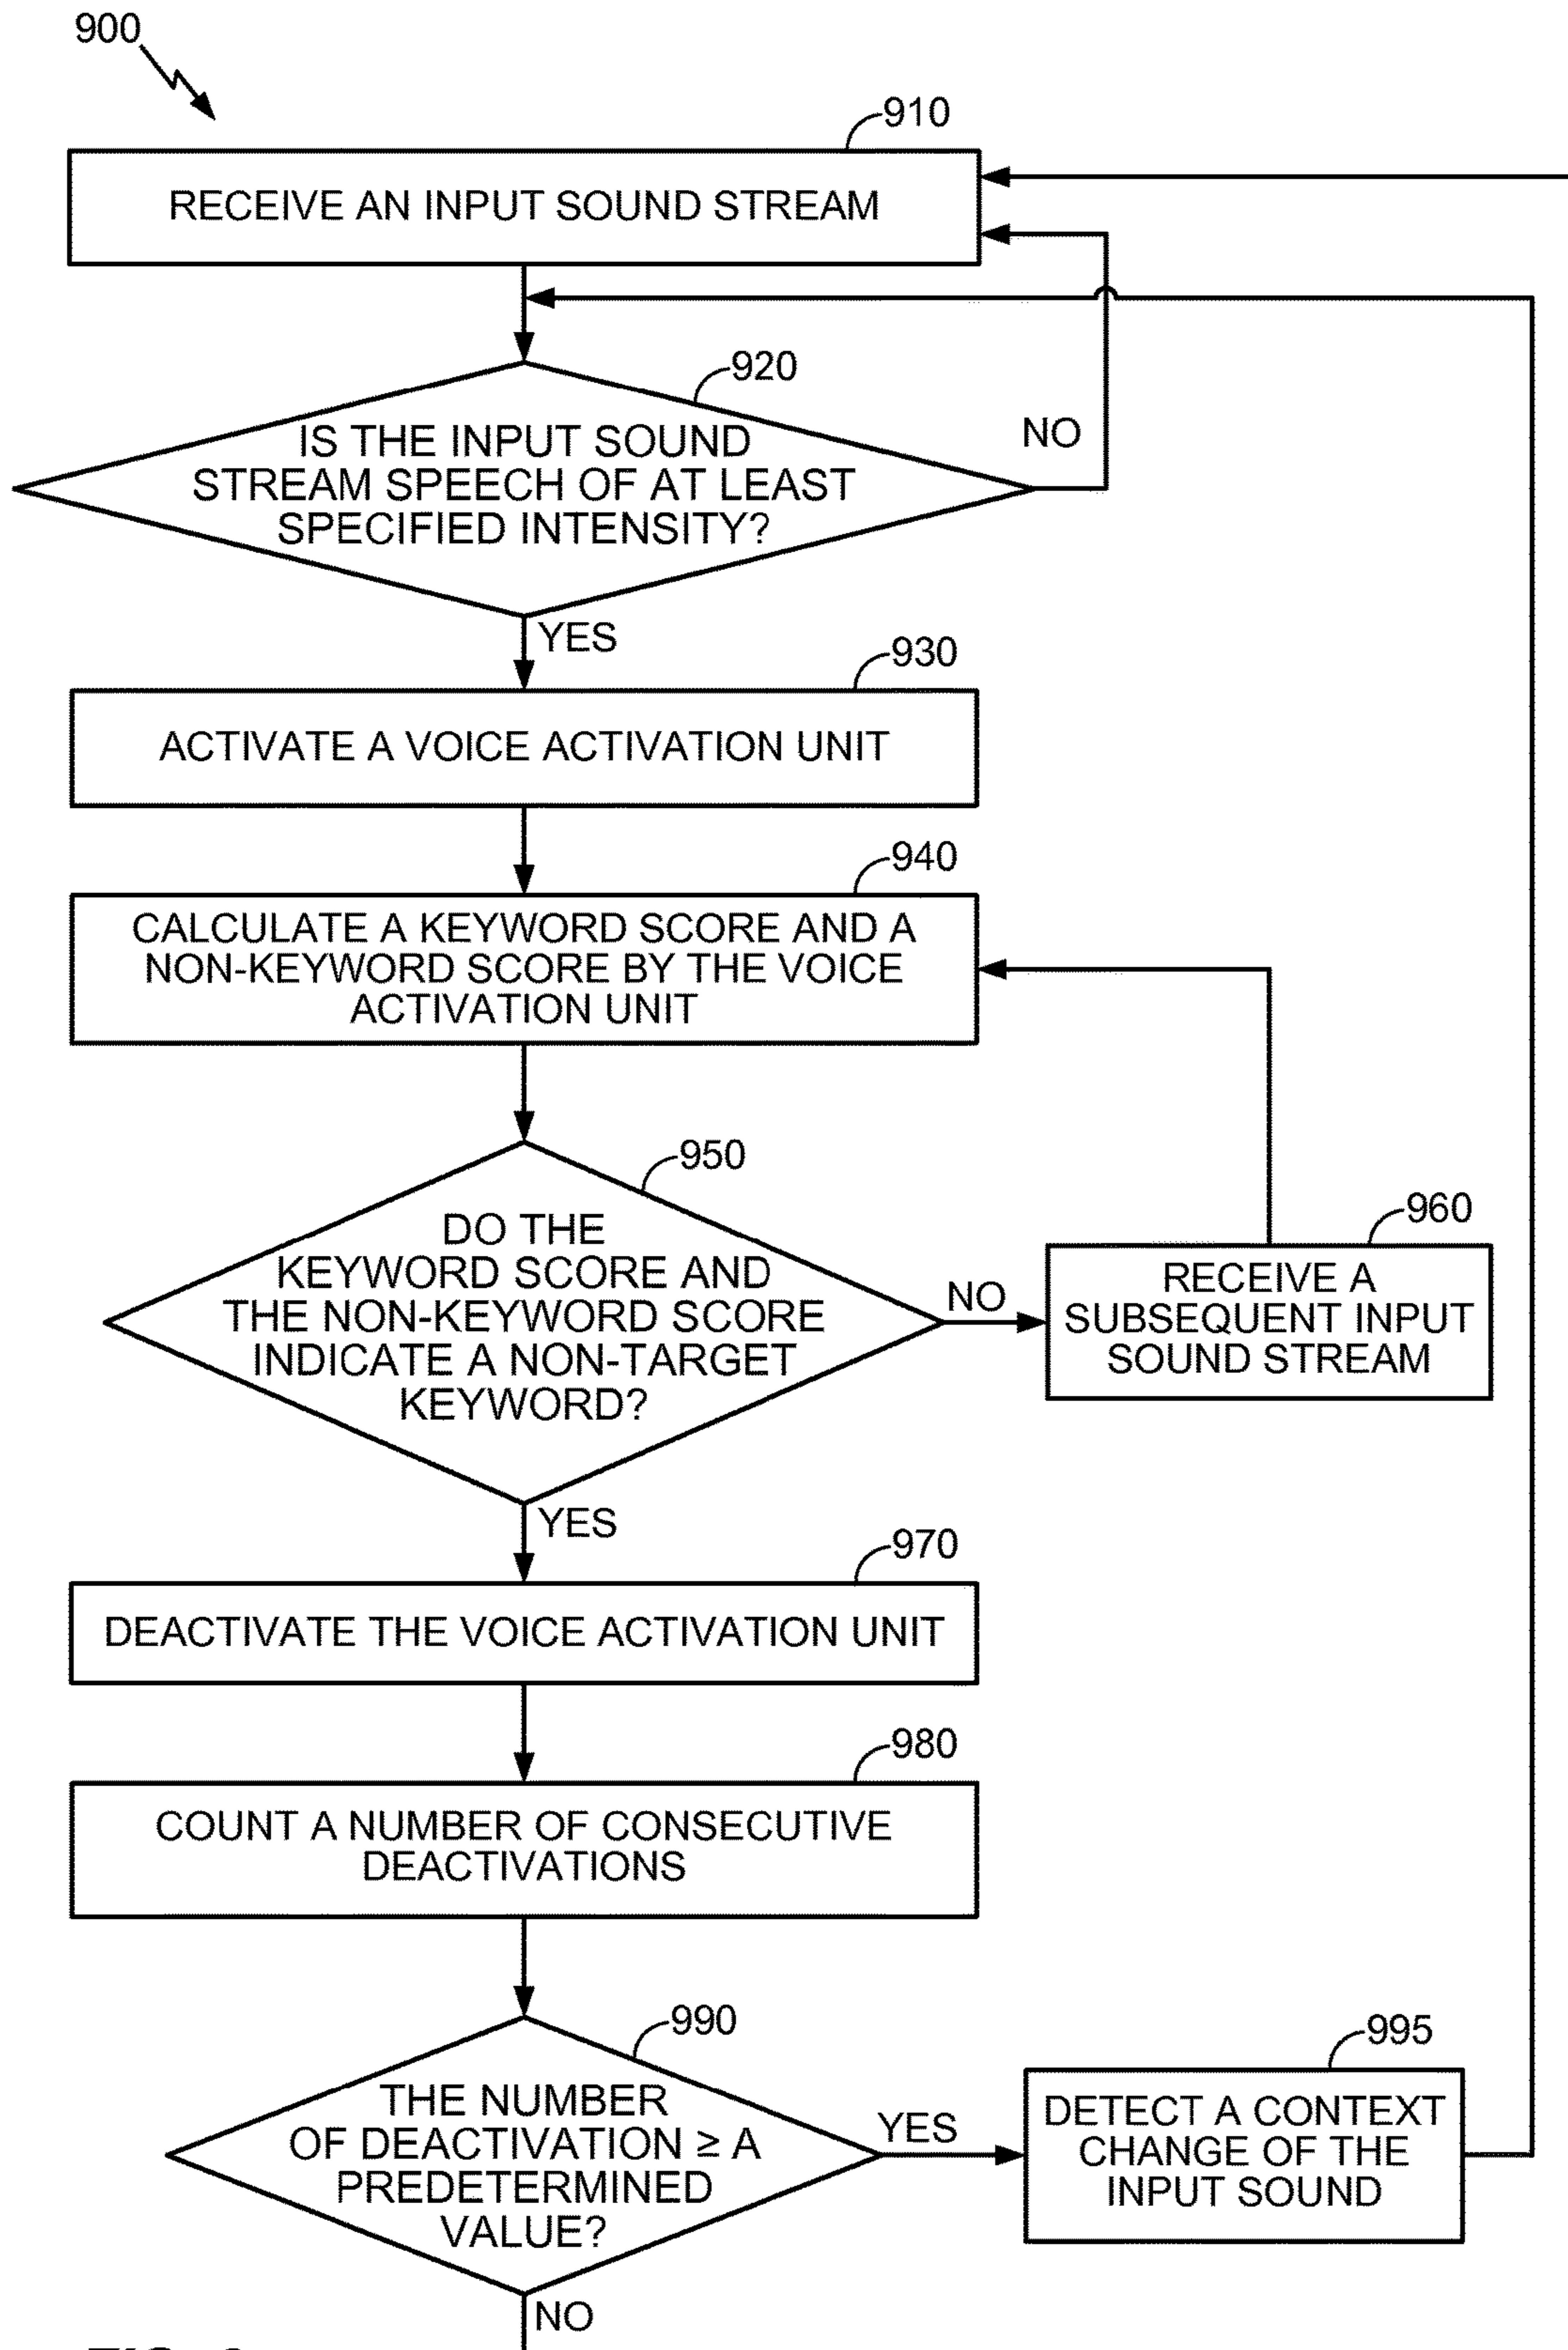 900
910
RECEIVE AN INPUT SOUND STREAM
920
IS THE INPUT SOUND
STREAM SPEECH OF AT LEAST
SPECIFIED INTENSITY?
NO
YES
930
ACTIVATE A VOICE ACTIVATION UNIT
940
CALCULATE A KEYWORD SCORE AND A
NON-KEYWORD SCORE BY THE VOICE
ACTIVATION UNIT
950
DO THE
KEYWORD SCORE AND
THE NON-KEYWORD SCORE
INDICATE A NON-TARGET
KEYWORD?
NO
960
RECEIVE A
SUBSEQUENT INPUT
SOUND STREAM
YES
970
DEACTIVATE THE VOICE ACTIVATION UNIT
980
COUNT A NUMBER OF CONSECUTIVE
DEACTIVATIONS
990
THE NUMBER
OF DEACTIVATION ≥ A
PREDETERMINED
VALUE?
YES
995
DETECT A CONTEXT
CHANGE OF THE
INPUT SOUND
NO